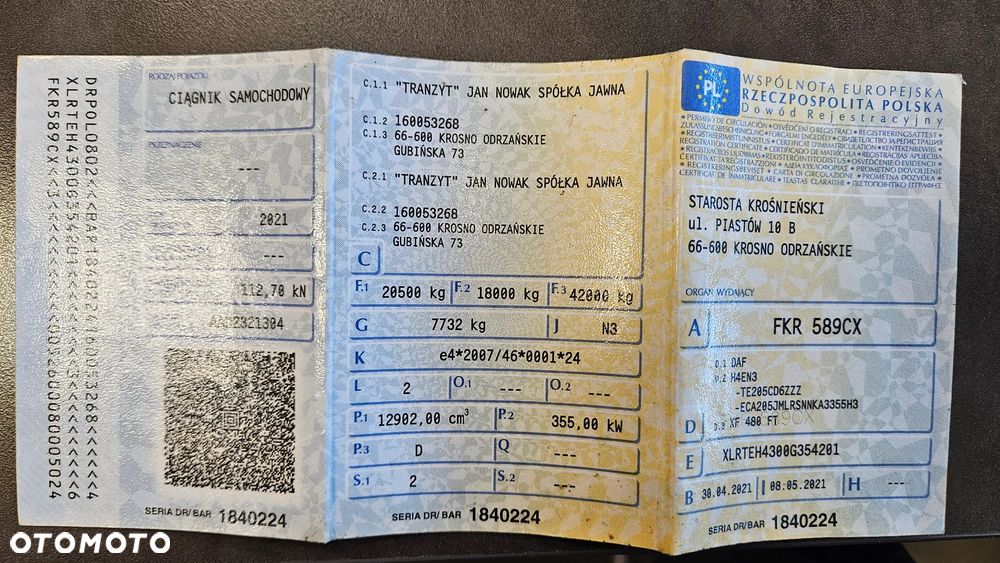 DRPOL0802<<BAR1840224160053268<<<<<4
FKR589CX<
RODZAJ POJAZDU
CIĄGNIK SAMOCHODOWY
PRZEZNACZENIE
---
2021
---
112,70 kN
SERIA DR/BAR 1840224
C.1.1 "TRANZYT" JAN NOWAK SPÓŁKA JAWNA
C.1.2 160053268
C.1.3 66-600 KROSNO ODRZAŃSKIE
GUBIŃSKA 73
C.2.1 "TRANZYT" JAN NOWAK SPÓŁKA JAWNA
C.2.2 160053268
C.2.3 66-600 KROSNO ODRZAŃSKIE
GUBIŃSKA 73
C
F.1 20500 kg F.2 18000 kg F.3 42000 kg
G 7732 kg J N3
K e4*2007/46*0001*24
L 2 O.1 --- O.2 ---
P.1 12902,00 cm³ P.2 355,00 kW
P.3 D Q ---
S.1 2 S.2 ---
SERIA DR/BAR 1840224
PL
WSPÓLNOTA EUROPEJSKA
RZECZPOSPOLITA POLSKA
Dowód Rejestracyjny
STAROSTA KROŚNIEŃSKI
ul. PIASTÓW 10 B
66-600 KROSNO ODRZAŃSKIE
ORGAN WYDAJĄCY
A FKR 589CX
D.1 DAF
D.2 H4EN3
-TE205CD6ZZZ
-ECA205JMLRSNNKA3355H3
D D.3 XF 480 FT
E XLRTEH4300G354201
B 30.04.2021 I 08.05.2021 H ---
SERIA DR/BAR 1840224
OTOMOTO